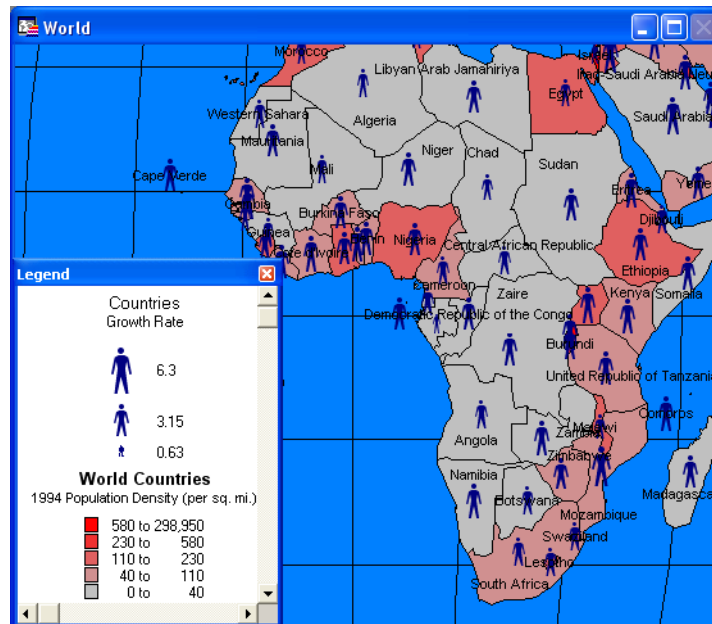 World
Morocco
Libyan Arab Jamahiriya
Israel
Iraq-Saudi Arabia Neu
Egypt
Western Sahara
Algeria
Saudi Arabia
Mauritania
Niger
Chad
Sudan
Cape Verde
Mali
Eritrea
Yemen
Gambia
Burkina Faso
Djibouti
Guinea
Cote d'Ivoire
Benin
Nigeria
Central African Republic
Ethiopia
Cameroon
Zaire
Kenya
Somalia
Democratic Republic of the Congo
Burundi
United Republic of Tanzania
Comoros
Angola
Malawi
Zambia
Zimbabwe
Namibia
Botswana
Madagasca
Mozambique
Swaziland
Lesotho
South Africa
Legend
Countries
Growth Rate
6.3
3.15
0.63
World Countries
1994 Population Density (per sq. mi.)
580 to 298,950
230 to 580
110 to 230
40 to 110
0 to 40